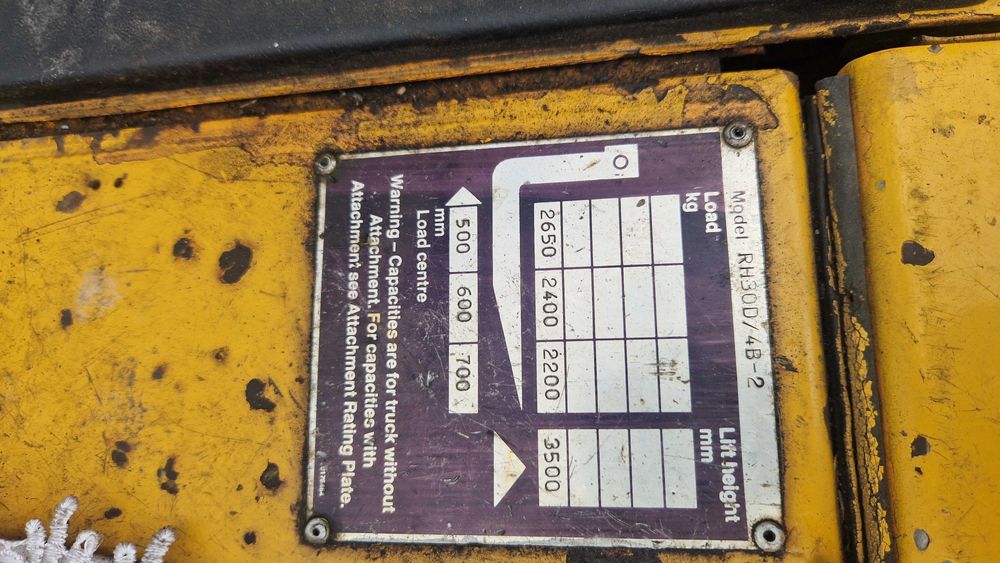 Model RH30D/4B-2
Load
kg
Lift height
mm
2650 2400 2200 3500
500 600 700
mm
Load centre
Warning – Capacities are for truck without
Attachment. For capacities with
Attachment see Attachment Rating Plate.